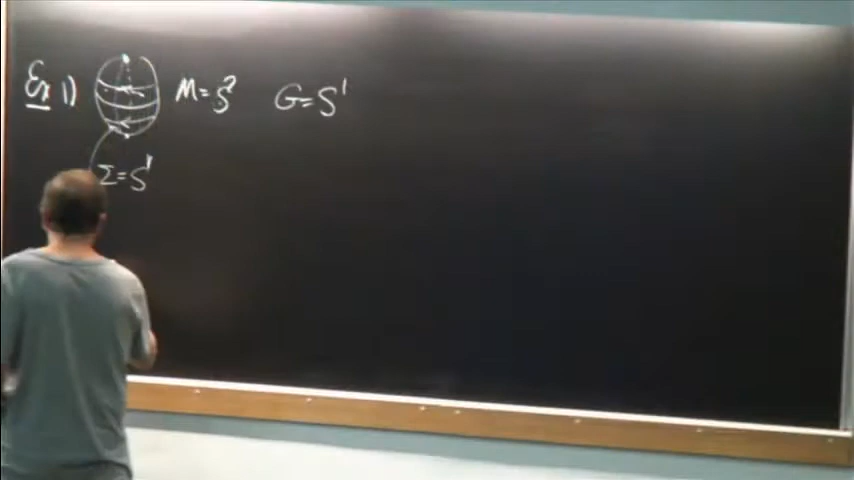 Ex 1) M = S² G = S¹
Σ = S¹